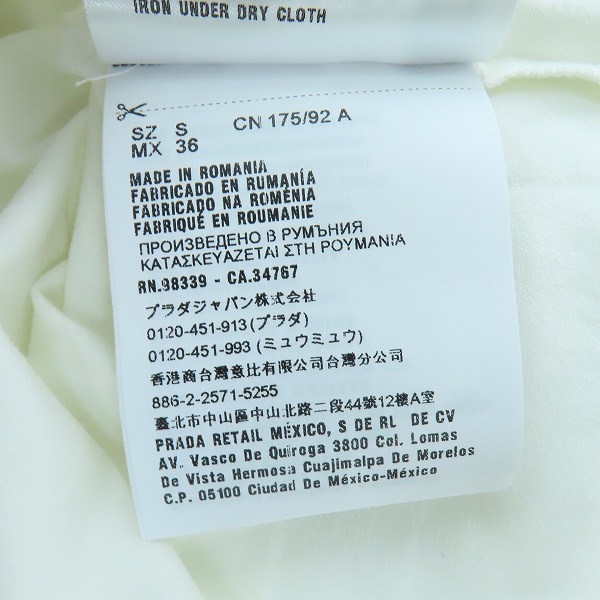 IRON UNDER DRY CLOTH
SZ S CN 175/92 A
MX 36
MADE IN ROMANIA
FABRICADO EN RUMANÍA
FABRICADO NA ROMÉNIA
FABRIQUÉ EN ROUMANIE
ПРОИЗВЕДЕНО В РУМЪНИЯ
ΚΑΤΑΣΚΕΥΑΖΕΤΑΙ ΣΤΗ ΡΟΥΜΑΝΙΑ
RN.98339 - CA.34767
プラダジャパン株式会社
0120-451-913(プラダ)
0120-451-993 (ミュウミュウ)
香港商台灣意比有限公司台灣分公司
886-2-2571-5255
臺北市中山區中山北路二段44號12樓A室
PRADA RETAIL MÉXICO, S DE RL DE CV
AV. Vasco De Quiroga 3800 Col. Lomas
De Vista Hermosa Cuajimalpa De Morelos
C.P. 05100 Ciudad De México-México